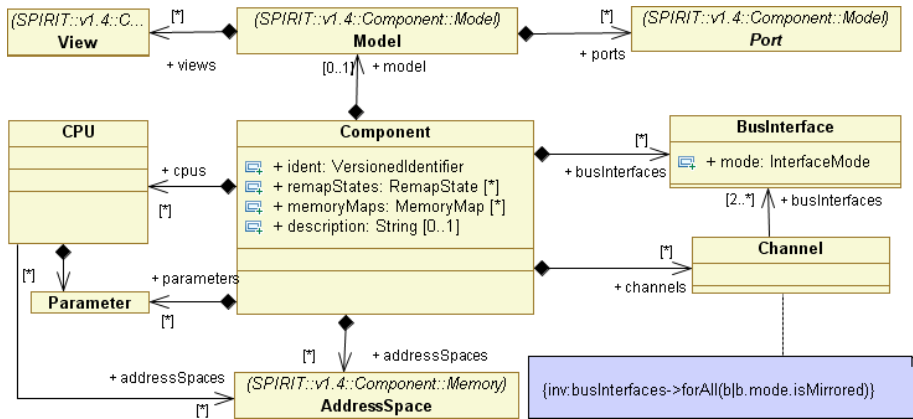 (SPIRIT::v1.4::C...
View
[*]
+ views
(SPIRIT::v1.4::Component::Model)
Model
[*]
+ ports
(SPIRIT::v1.4::Component::Model)
Port
[0..1]
+ model
CPU
+ cpus
[*]
Component
+ ident: VersionedIdentifier
+ remapStates: RemapState [*]
+ memoryMaps: MemoryMap [*]
+ description: String [0..1]
[*]
+ busInterfaces
BusInterface
+ mode: InterfaceMode
[2..*]
+ busInterfaces
Channel
[*]
+ channels
[*]
Parameter
+ parameters
[*]
[*]
+ addressSpaces
+ addressSpaces
[*]
(SPIRIT::v1.4::Component::Memory)
AddressSpace
{inv:busInterfaces->forAll(b|b.mode.isMirrored)}